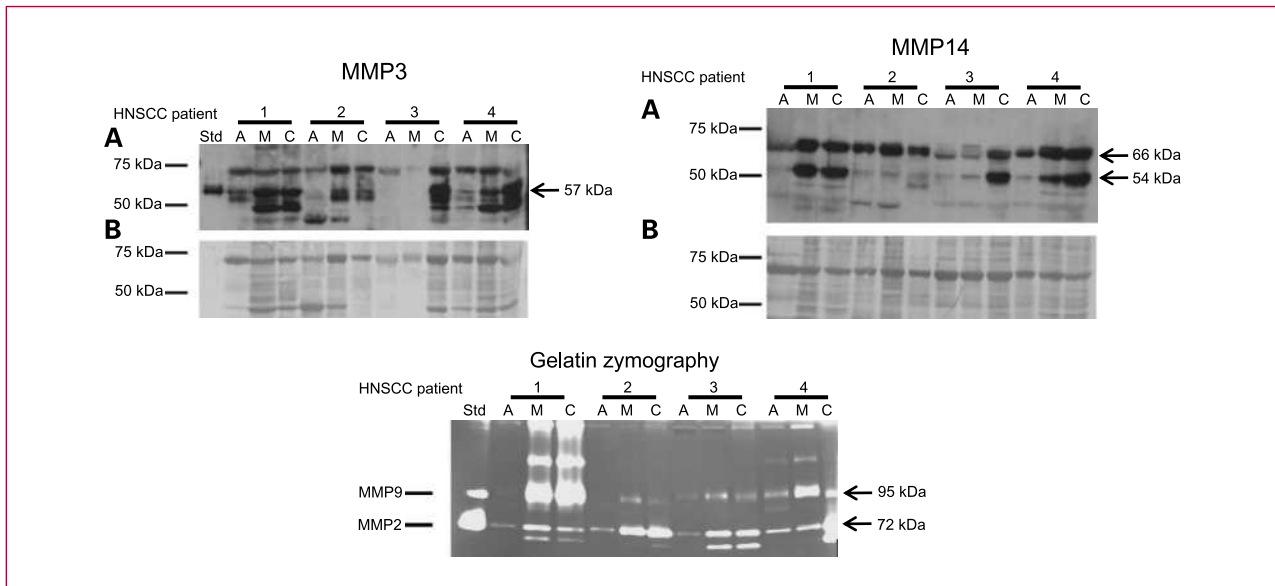 MMP3
HNSCC patient 1 2 3 4
A
Std A M C A M C A M C A M C
75 kDa
57 kDa
50 kDa
B
75 kDa
50 kDa
MMP14
HNSCC patient 1 2 3 4
A M C A M C A M C A M C
A
75 kDa
66 kDa
50 kDa
54 kDa
B
75 kDa
50 kDa
Gelatin zymography
HNSCC patient 1 2 3 4
Std A M C A M C A M C A M C
MMP9 95 kDa
MMP2 72 kDa